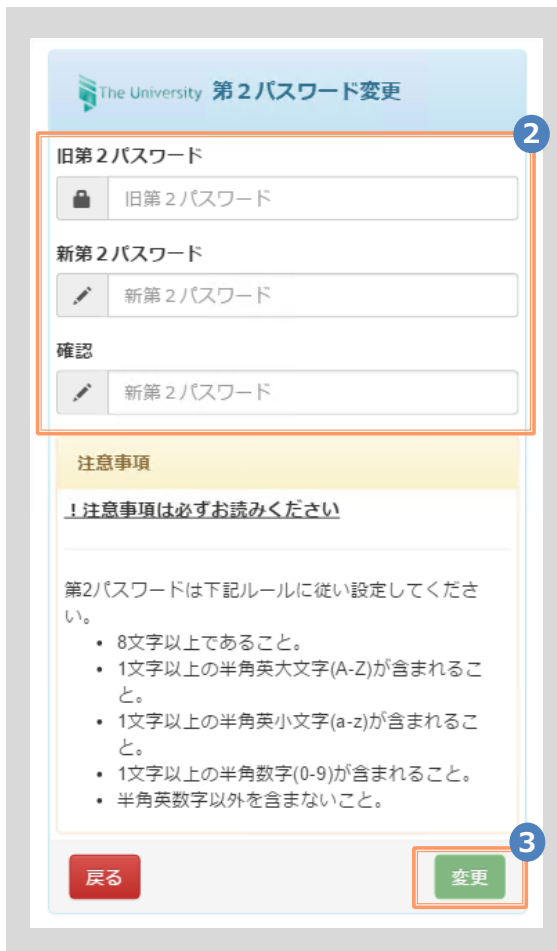 The University 第２パスワード変更
2
旧第２パスワード
旧第２パスワード
新第２パスワード
新第２パスワード
確認
新第２パスワード
注意事項
！注意事項は必ずお読みください
第2パスワードは下記ルールに従い設定してくださ
い。
• 8文字以上であること。
• 1文字以上の半角英大文字(A-Z)が含まれるこ
と。
• 1文字以上の半角英小文字(a-z)が含まれるこ
と。
• 1文字以上の半角数字(0-9)が含まれること。
• 半角英数字以外を含まないこと。
3
戻る 変更